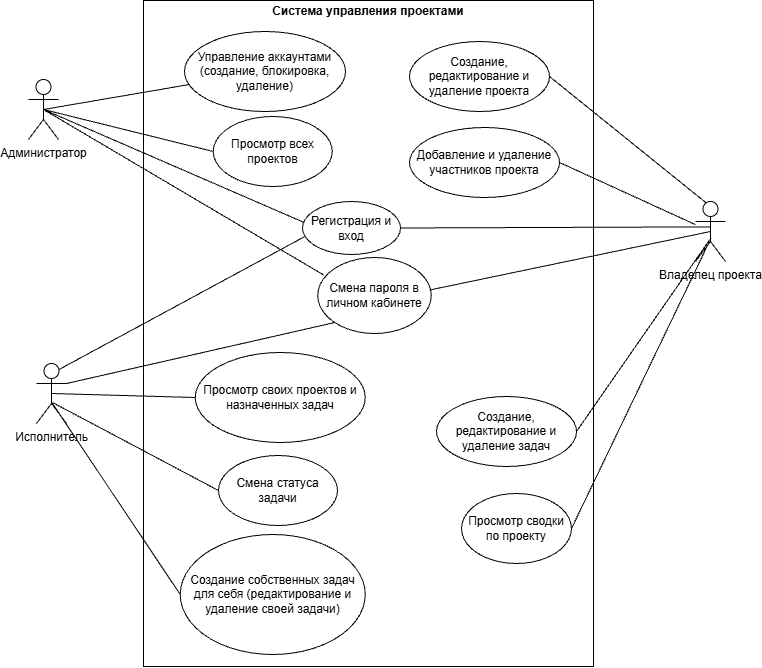 Система управления проектами
Управление аккаунтами
(создание, блокировка,
удаление)
Создание,
редактирование и
удаление проекта
Администратор
Просмотр всех
проектов
Добавление и удаление
участников проекта
Регистрация и
вход
Владелец проекта
Смена пароля в
личном кабинете
Исполнитель
Просмотр своих проектов и
назначенных задач
Создание,
редактирование и
удаление задач
Смена статуса
задачи
Просмотр сводки
по проекту
Создание собственных задач
для себя (редактирование и
удаление своей задачи)